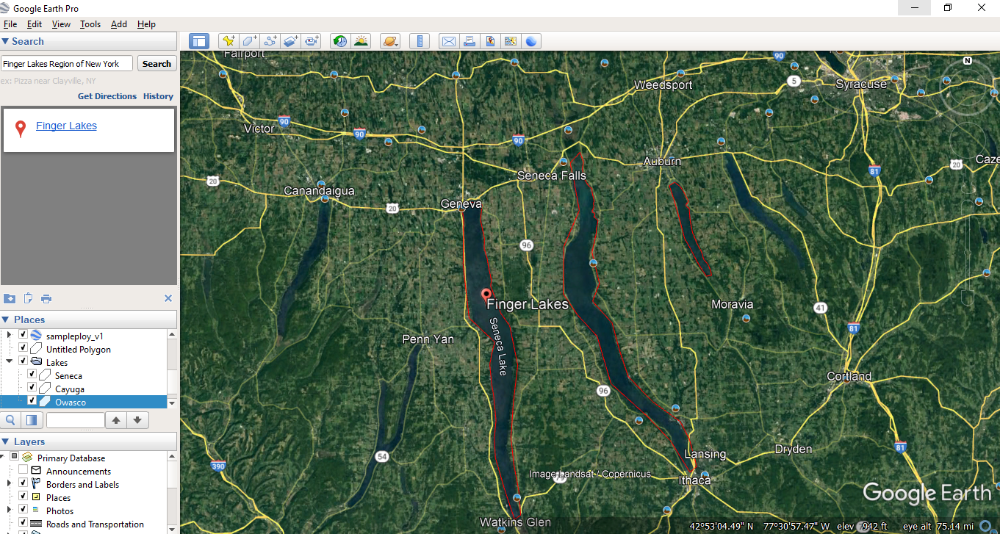 Google Earth Pro
File Edit View Tools Add Help
Search
Finger Lakes Region of New York
Search
ex: Pizza near Clayville, NY
Get Directions History
Finger Lakes
Places
sampleploy_v1
Untitled Polygon
Lakes
Seneca
Cayuga
Owasco
Layers
Primary Database
Announcements
Borders and Labels
Places
Photos
Roads and Transportation
Fairport
90
N
5
Weedsport
Syracuse
90
Victor
90
90
Auburn
Caze
20
81
Seneca Falls
20
Canandaigua
Geneva
20
96
Finger Lakes
Moravia
41
81
Seneca Lake
Penn Yan
Cortland
96
81
Dryden
Lansing
54
390
Image Landsat / Copernicus
79
Ithaca
Google Earth
Watkins Glen
42°53'04.49" N 77°30'57.47" W elev 942 ft eye alt 75.14 mi